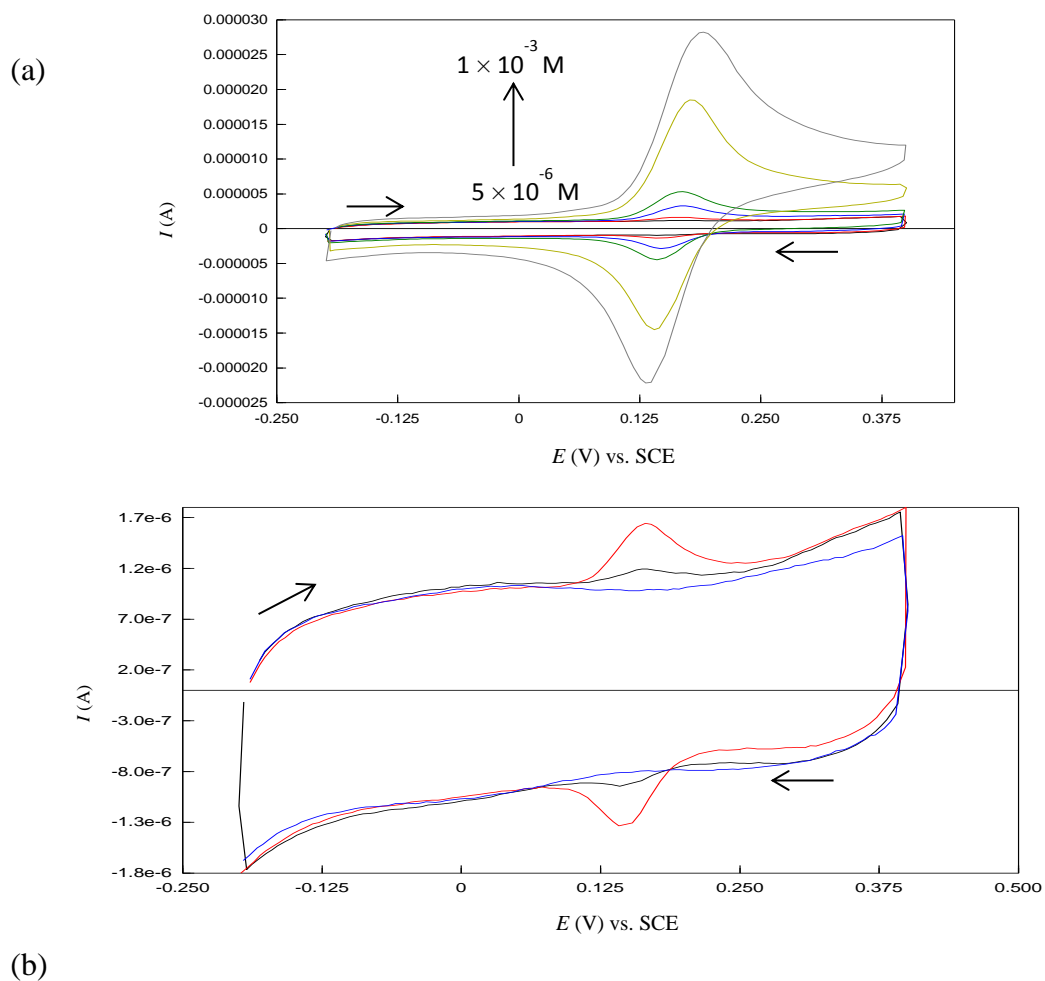 (a)
0.000030
0.000025
0.000020
0.000015
0.000010
0.000005
0
-0.000005
-0.000010
-0.000015
-0.000020
-0.000025
I (A)
1 × 10⁻³ M
5 × 10⁻⁶ M
-0.250 -0.125 0 0.125 0.250 0.375
E (V) vs. SCE
1.7e-6
1.2e-6
7.0e-7
2.0e-7
-3.0e-7
-8.0e-7
-1.3e-6
-1.8e-6
I (A)
-0.250 -0.125 0 0.125 0.250 0.375 0.500
E (V) vs. SCE
(b)